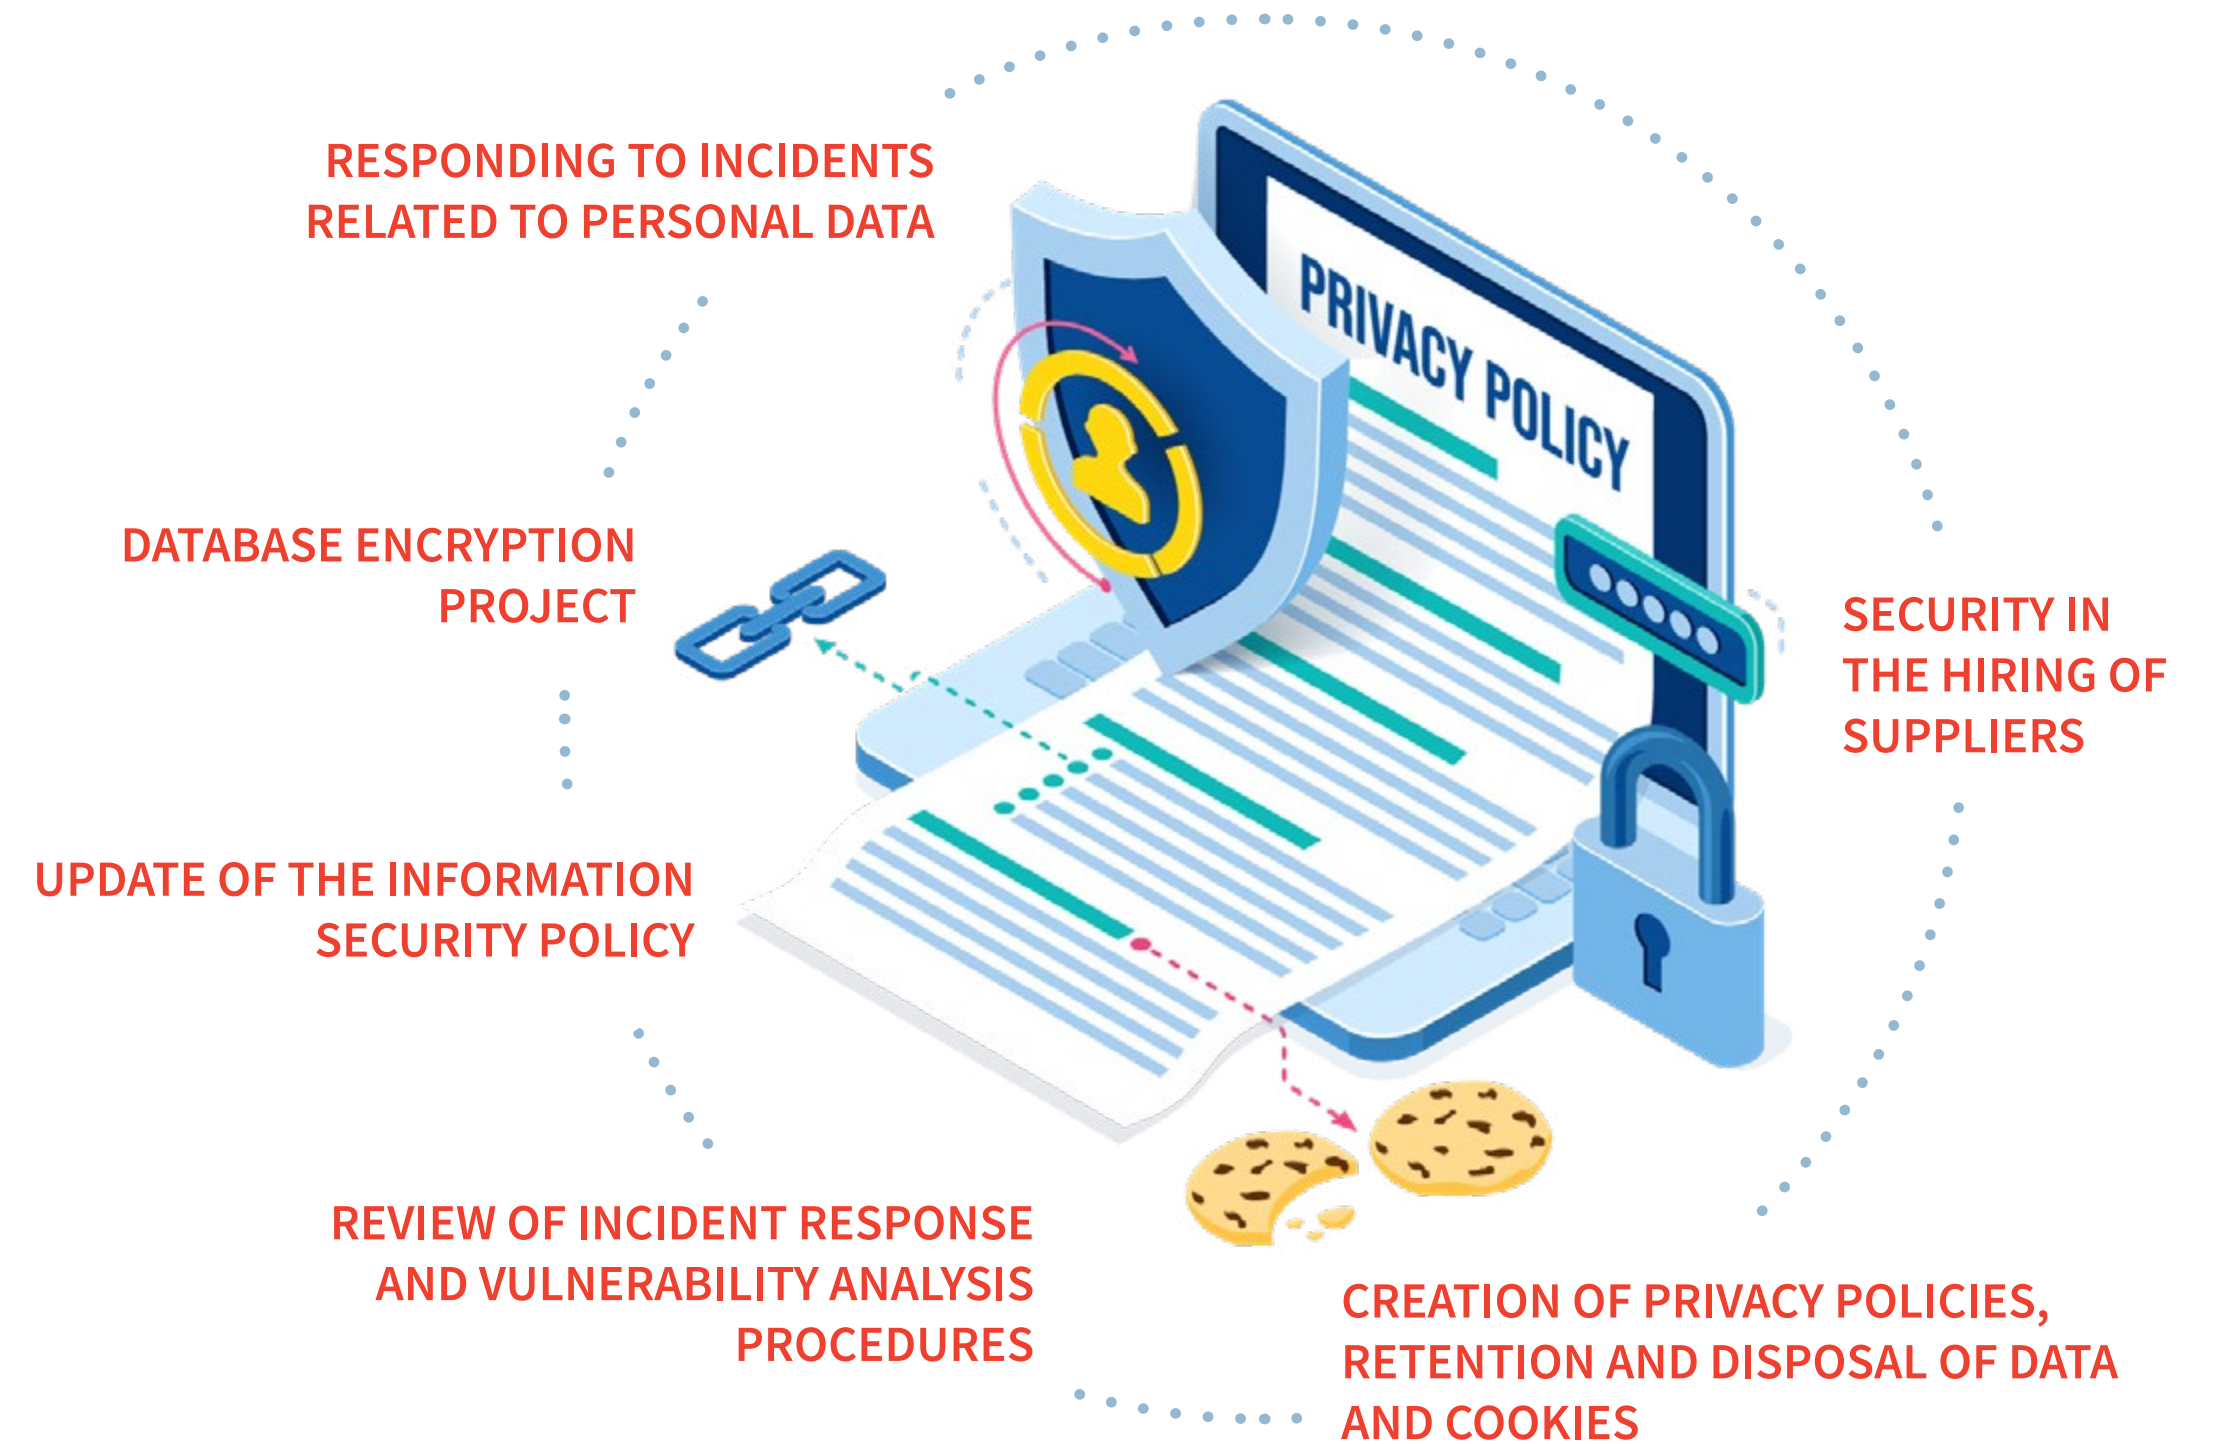 RESPONDING TO INCIDENTS
RELATED TO PERSONAL DATA
PRIVACY POLICY
DATABASE ENCRYPTION
PROJECT
SECURITY IN
THE HIRING OF
SUPPLIERS
UPDATE OF THE INFORMATION
SECURITY POLICY
REVIEW OF INCIDENT RESPONSE
AND VULNERABILITY ANALYSIS
PROCEDURES
CREATION OF PRIVACY POLICIES,
RETENTION AND DISPOSAL OF DATA
AND COOKIES